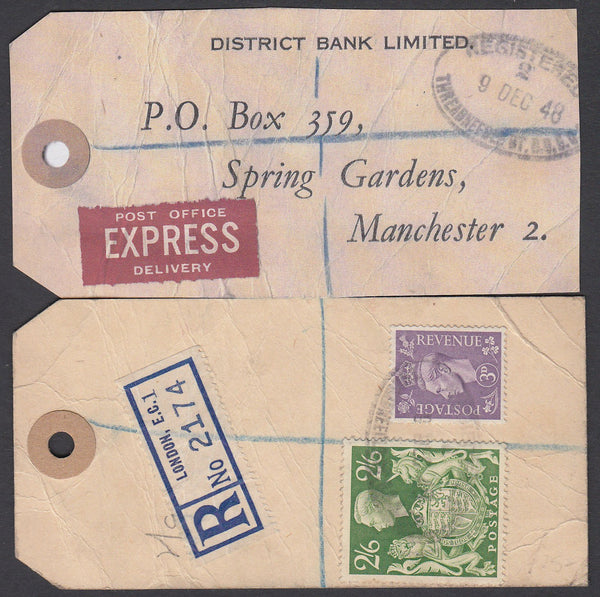 DISTRICT BANK LIMITED.
REGISTERED
9 DEC 48
P.O. Box 359,
Spring Gardens,
Manchester 2.
POST OFFICE
EXPRESS
DELIVERY
REVENUE
3D
POSTAGE
R
LONDON, E.C.1
No 2174
2/6
2/6
POSTAGE